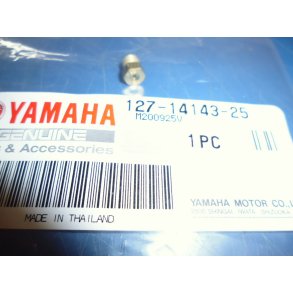 YAMAHA
127-14143-25
M200925V
GENUINE
& Accessories
1PC
YAMAHA MOTOR CO.,
MADE IN THAILAND